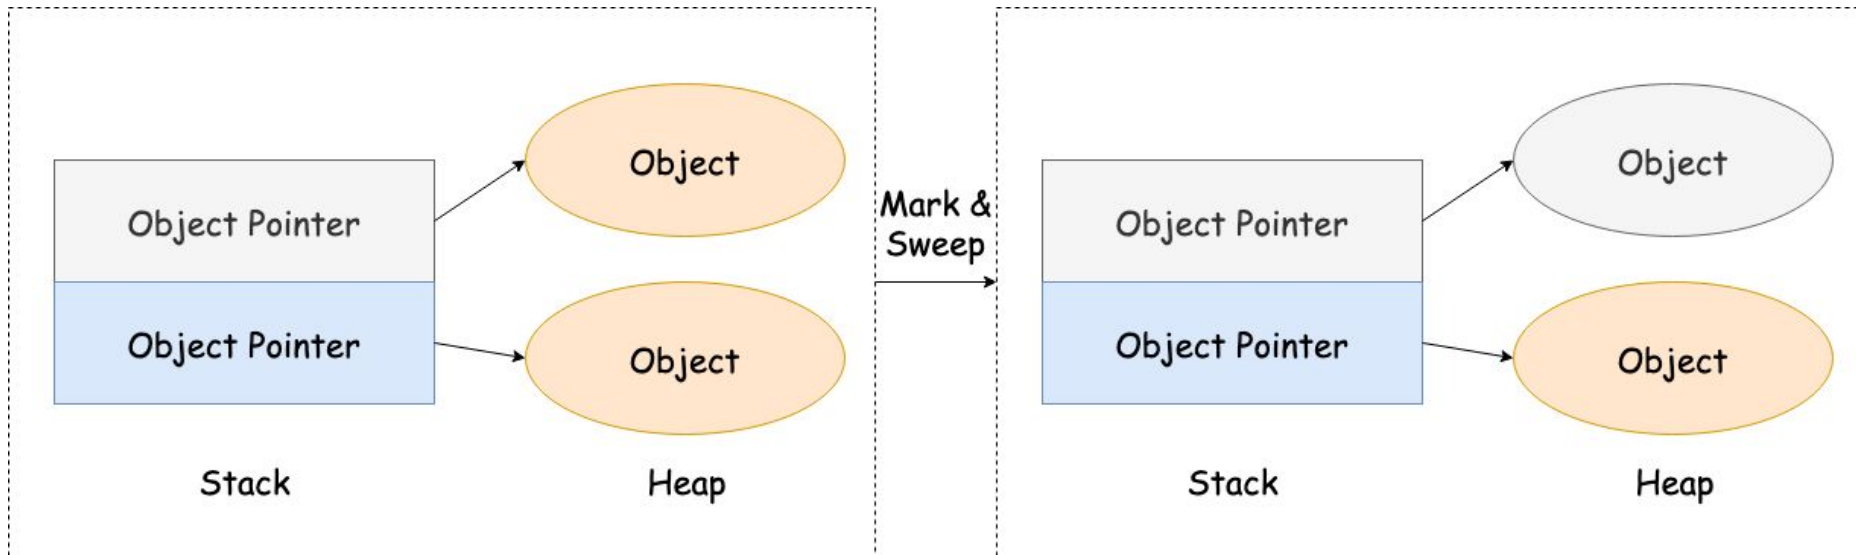 Object Pointer
Object Pointer
Object
Object
Stack
Heap
Mark &
Sweep
Object Pointer
Object Pointer
Object
Object
Stack
Heap